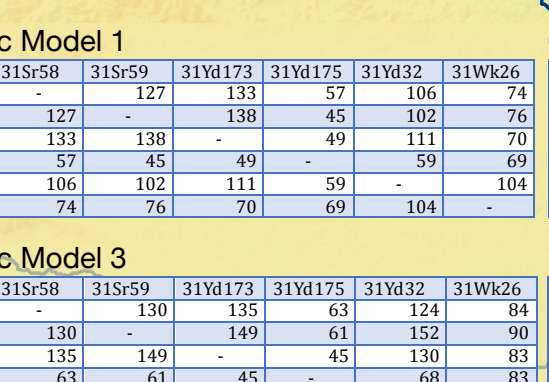 c Model 1
31Sr58 31Sr59 31Yd173 31Yd175 31Yd32 31Wk26
- 127 133 57 106 74
127 - 138 45 102 76
133 138 - 49 111 70
57 45 49 - 59 69
106 102 111 59 - 104
74 76 70 69 104 -
c Model 3
31Sr58 31Sr59 31Yd173 31Yd175 31Yd32 31Wk26
- 130 135 63 124 84
130 - 149 61 152 90
135 149 - 45 130 83
63 61 45 - 68 83